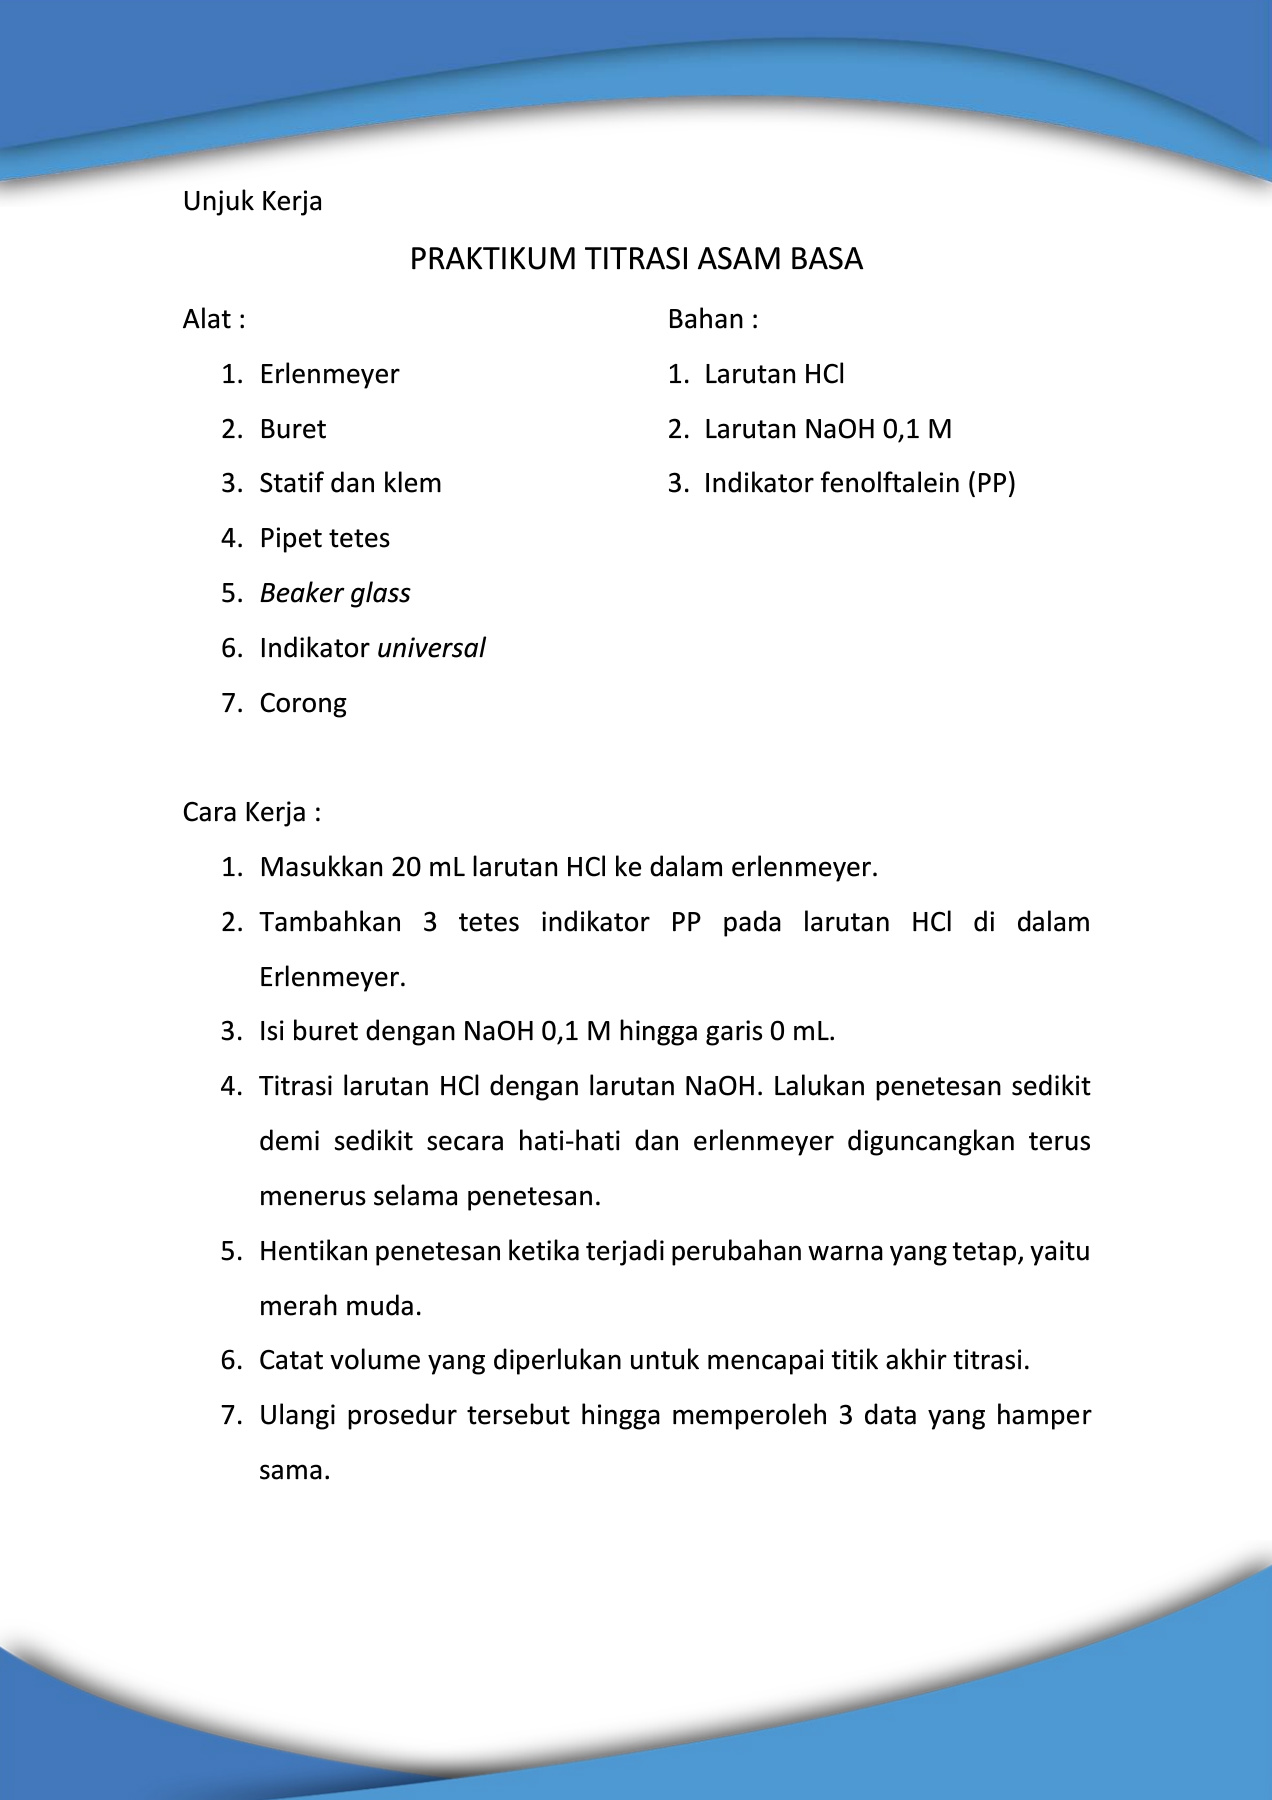 Unjuk Kerja
PRAKTIKUM TITRASI ASAM BASA
Alat :
1. Erlenmeyer
2. Buret
3. Statif dan klem
4. Pipet tetes
5. Beaker glass
6. Indikator universal
7. Corong
Bahan :
1. Larutan HCl
2. Larutan NaOH 0,1 M
3. Indikator fenolftalein (PP)
Cara Kerja :
1. Masukkan 20 mL larutan HCl ke dalam erlenmeyer.
2. Tambahkan 3 tetes indikator PP pada larutan HCl di dalam
Erlenmeyer.
3. Isi buret dengan NaOH 0,1 M hingga garis 0 mL.
4. Titrasi larutan HCl dengan larutan NaOH. Lalukan penetesan sedikit
demi sedikit secara hati-hati dan erlenmeyer diguncangkan terus
menerus selama penetesan.
5. Hentikan penetesan ketika terjadi perubahan warna yang tetap, yaitu
merah muda.
6. Catat volume yang diperlukan untuk mencapai titik akhir titrasi.
7. Ulangi prosedur tersebut hingga memperoleh 3 data yang hamper
sama.